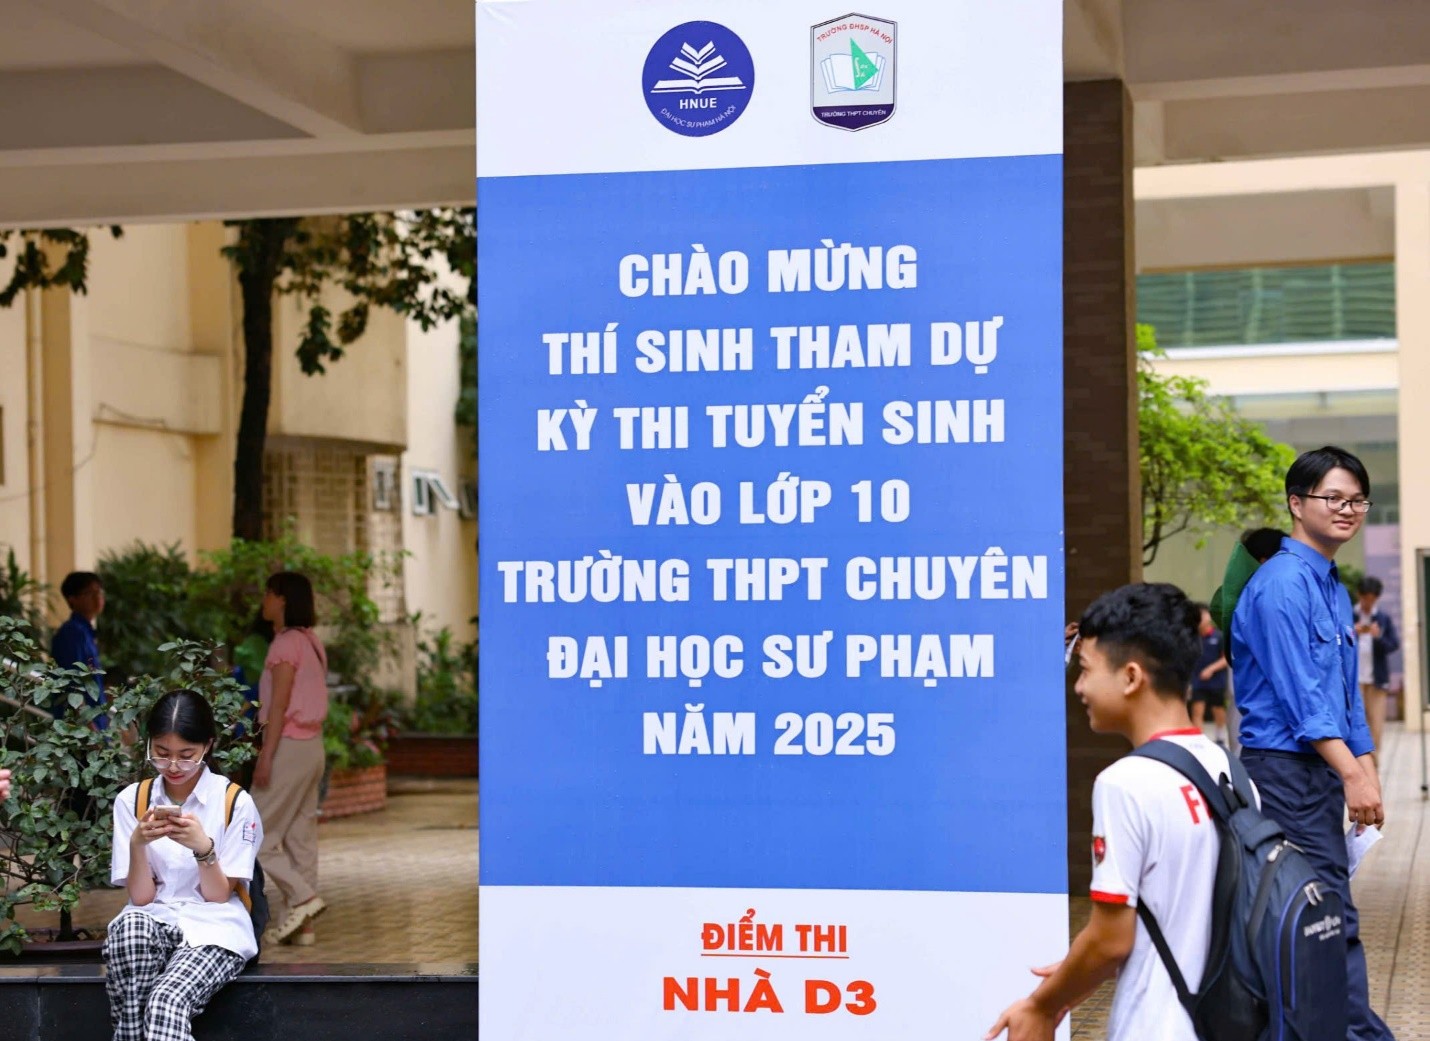 HNUE
ĐẠI HỌC SƯ PHẠM HÀ NỘI
TRƯỜNG ĐHSP HÀ NỘI
TRƯỜNG THPT CHUYÊN
CHÀO MỪNG
THÍ SINH THAM DỰ
KỲ THI TUYỂN SINH
VÀO LỚP 10
TRƯỜNG THPT CHUYÊN
ĐẠI HỌC SƯ PHẠM
NĂM 2025
ĐIỂM THI
NHÀ D3